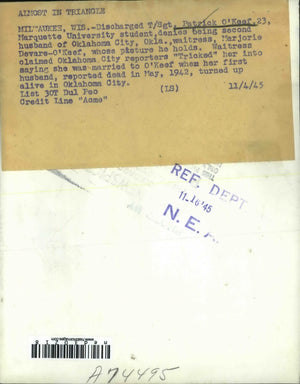 ALMOST IN TRIANGLE
MILWAUKEE, WIS.-Discharged T/Sgt. Patrick O'Keef, 23,
Marquette University student, denies being second
husband of Oklahoma City, Okla., waitress, Marjorie
Devars-O'Keef, whose picture he holds. Waitress
claimed Oklahoma City reporters "Tricked" her into
saying she was married to O'Keef when her first
husband, reported dead in May, 1942, turned up
alive in Oklahoma City.
List 307 Dul Peo (LS) 11/4/45
Credit Line "Acme"
REF. DEPT
11-16'45
N. E. A.
A74495